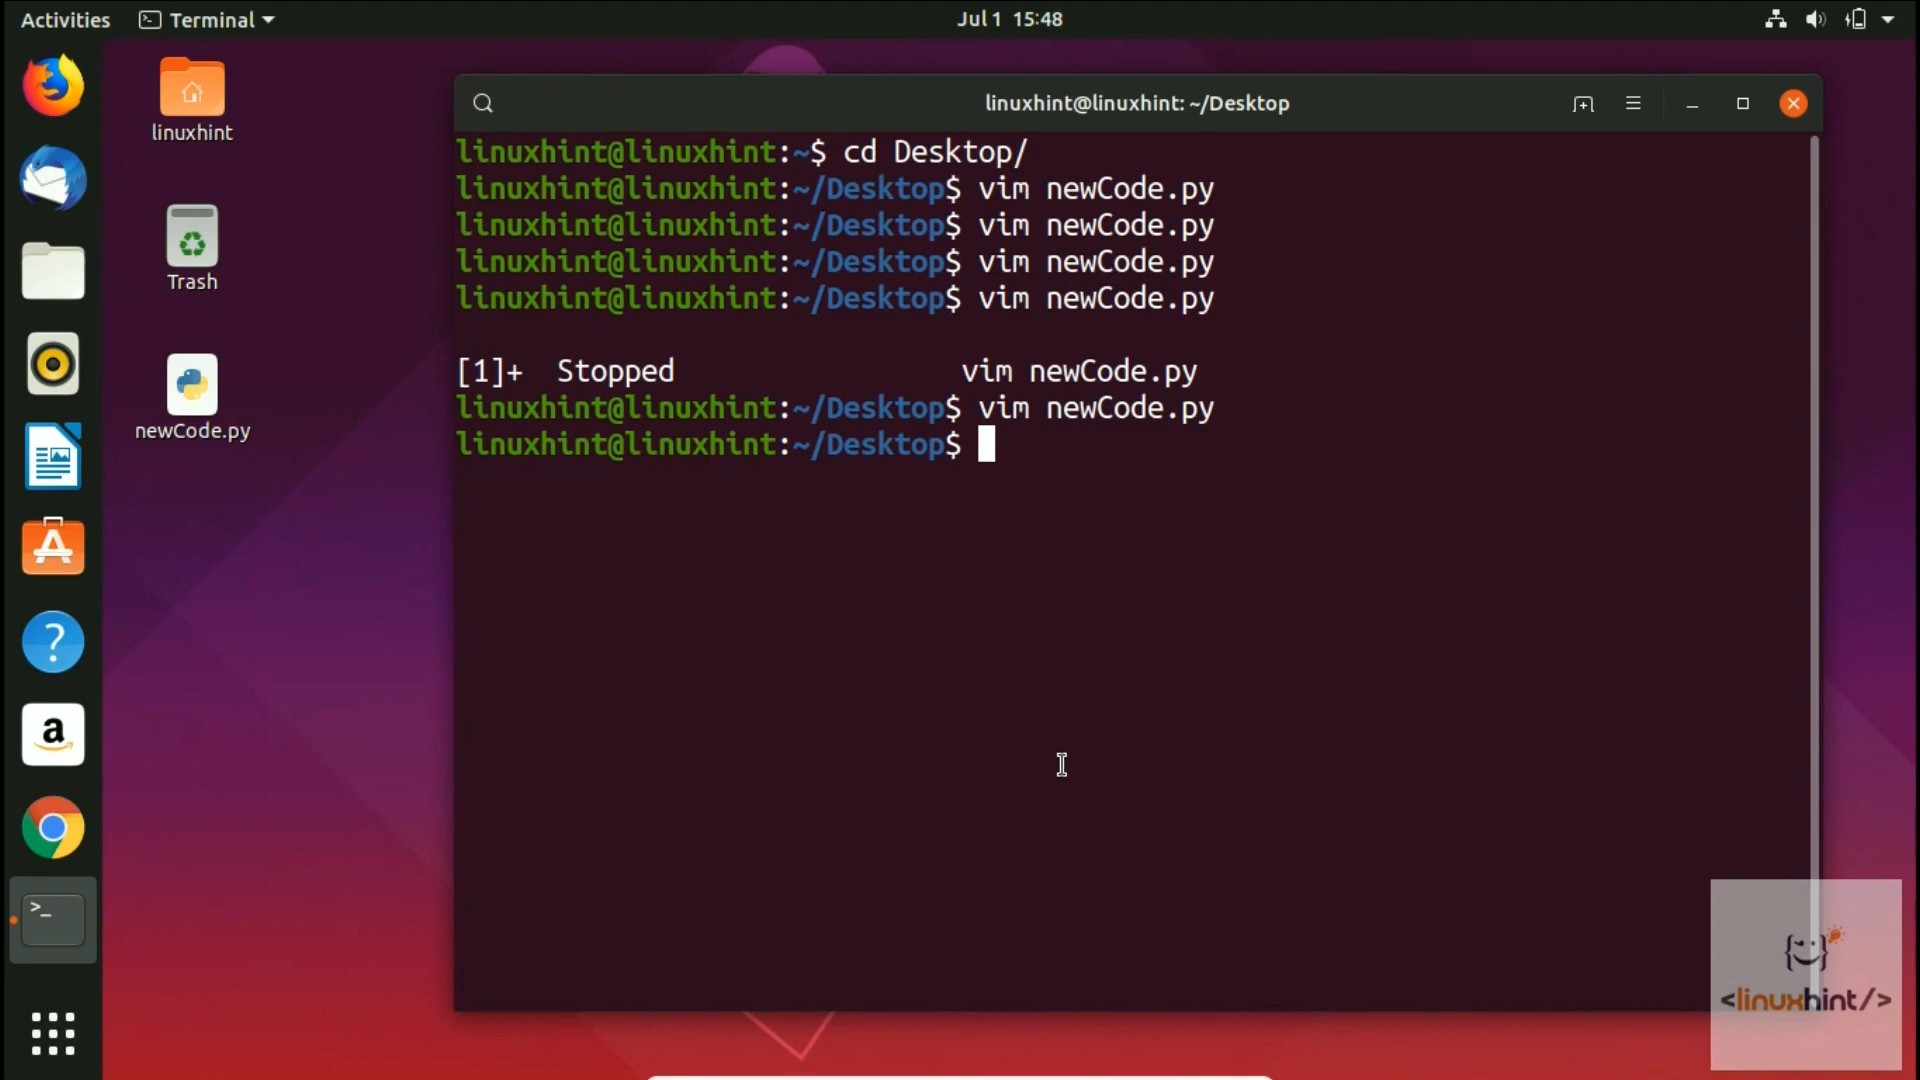 Activities Terminal Jul 1 15:48
linuxhint
Trash
newCode.py
linuxhint@linuxhint: ~/Desktop
linuxhint@linuxhint:~$ cd Desktop/
linuxhint@linuxhint:~/Desktop$ vim newCode.py
linuxhint@linuxhint:~/Desktop$ vim newCode.py
linuxhint@linuxhint:~/Desktop$ vim newCode.py
linuxhint@linuxhint:~/Desktop$ vim newCode.py
[1]+  Stopped                 vim newCode.py
linuxhint@linuxhint:~/Desktop$ vim newCode.py
linuxhint@linuxhint:~/Desktop$
<linuxhint/>